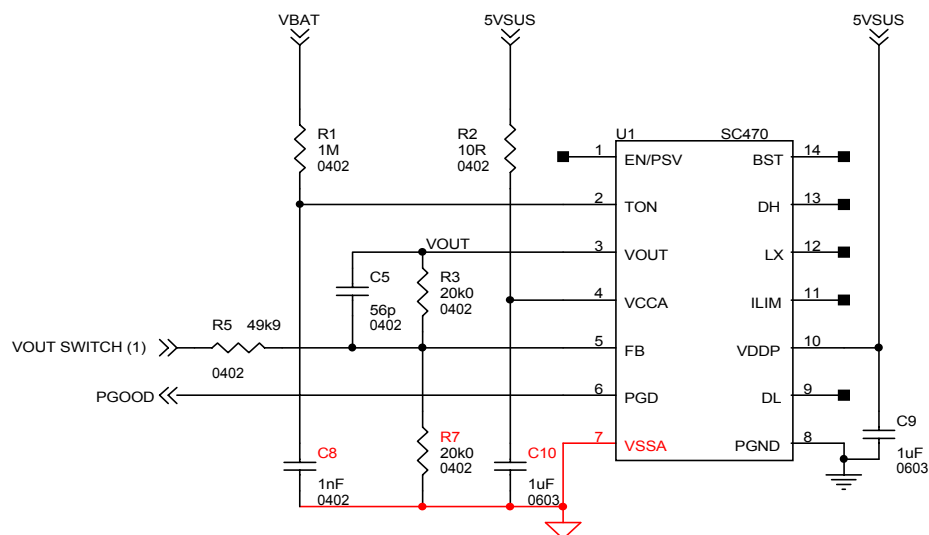 VBAT
5VSUS
5VSUS
R1
1M
0402
R2
10R
0402
U1
SC470
1
EN/PSV
BST
14
2
TON
DH
13
VOUT
3
VOUT
LX
12
C5
56p
0402
R3
20k0
0402
4
VCCA
ILIM
11
R5 49k9
0402
VOUT SWITCH (1)
5
FB
VDDP
10
PGOOD
6
PGD
DL
9
C9
1uF
0603
R7
20k0
0402
7
VSSA
PGND
8
C8
1nF
0402
C10
1uF
0603